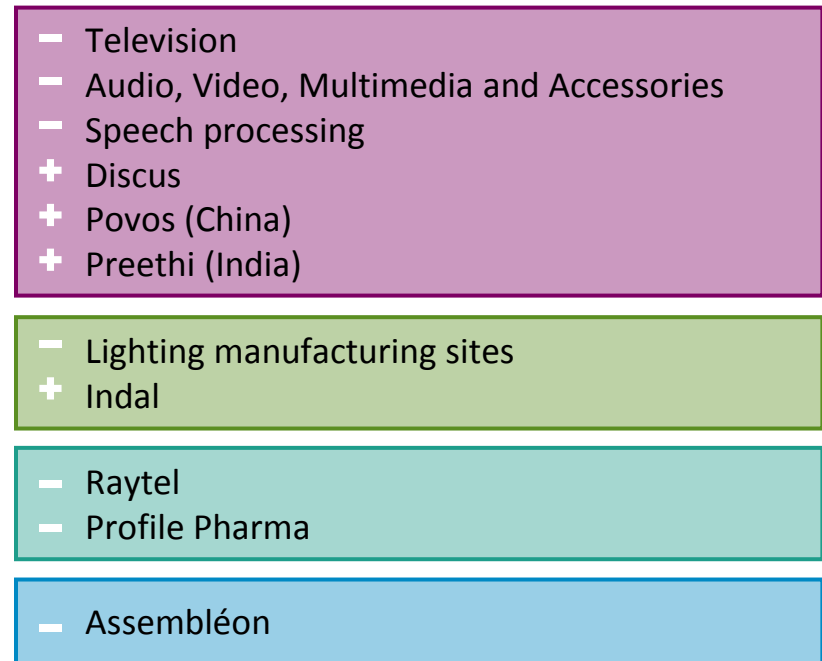 - Television
- Audio, Video, Multimedia and Accessories
- Speech processing
+ Discus
+ Povos (China)
+ Preethi (India)
- Lighting manufacturing sites
+ Indal
- Raytel
- Profile Pharma
- Assembléon